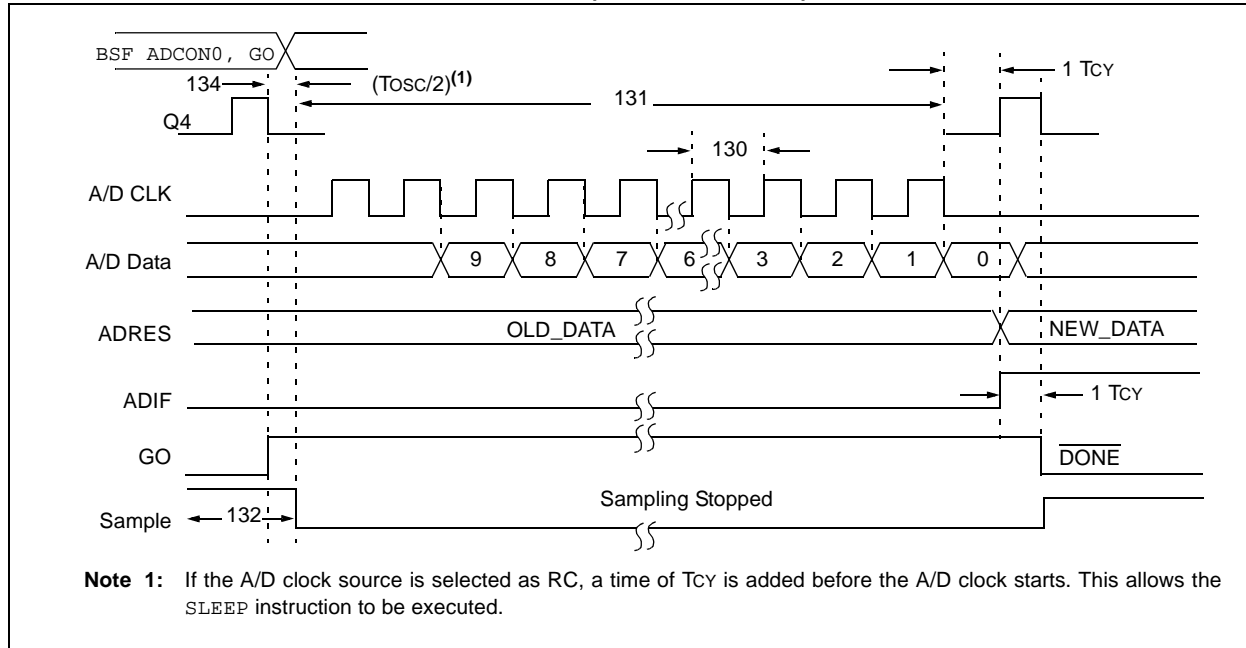 BSF ADCON0, GO
134 (TOSC/2)(1) 131 1 TCY
Q4
130
A/D CLK
A/D Data 9 8 7 6 3 2 1 0
ADRES OLD_DATA NEW_DATA
ADIF 1 TCY
GO DONE
Sampling Stopped
Sample 132
Note 1: If the A/D clock source is selected as RC, a time of TCY is added before the A/D clock starts. This allows the
SLEEP instruction to be executed.